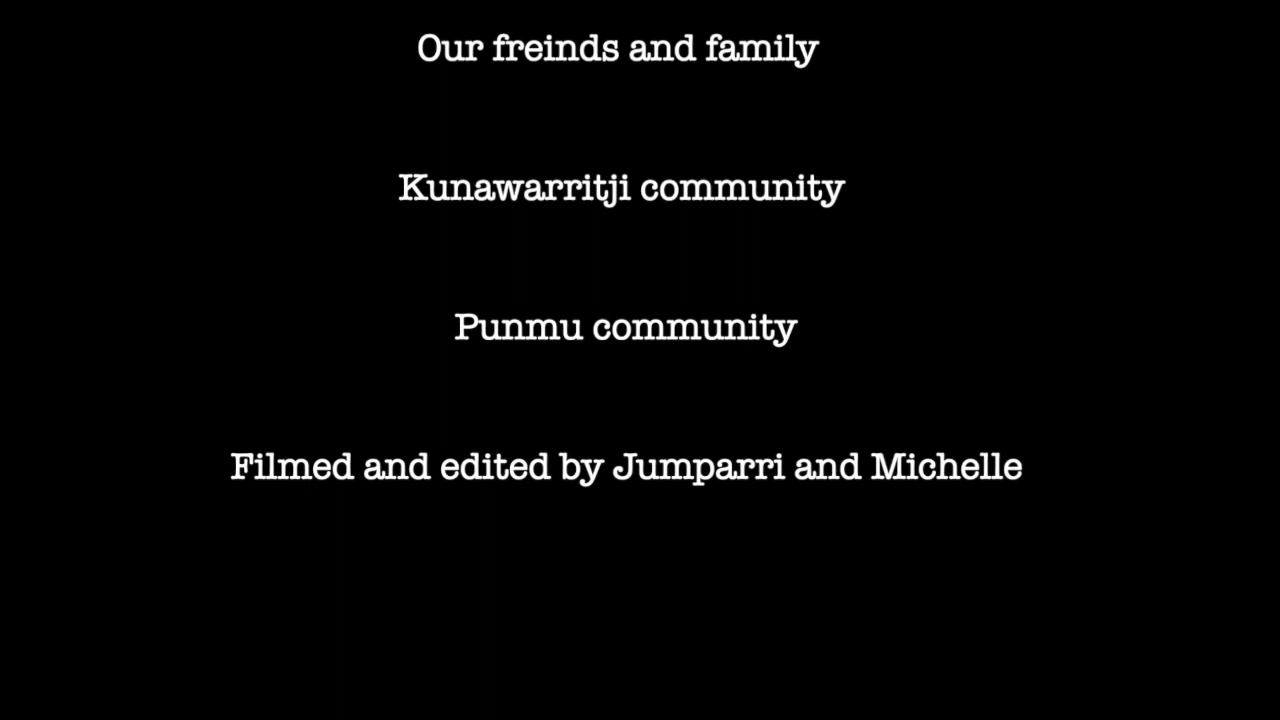 Our freinds and family
Kunawarritji community
Punmu community
Filmed and edited by Jumparri and Michelle